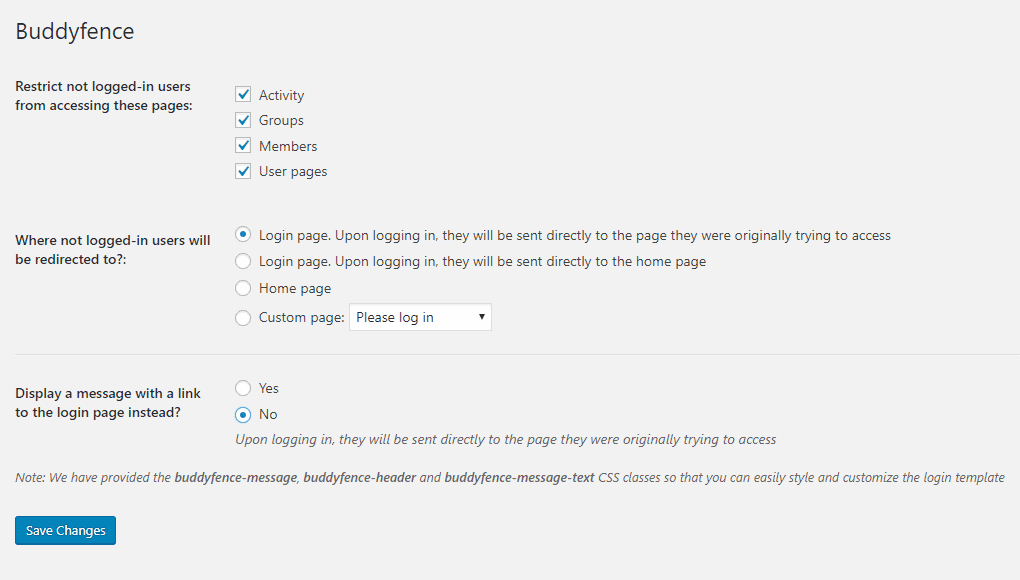 Buddyfence
Restrict not logged-in users
from accessing these pages:
Activity
Groups
Members
User pages
Where not logged-in users will
be redirected to?:
Login page. Upon logging in, they will be sent directly to the page they were originally trying to access
Login page. Upon logging in, they will be sent directly to the home page
Home page
Custom page: Please log in
Display a message with a link
to the login page instead?
Yes
No
Upon logging in, they will be sent directly to the page they were originally trying to access
Note: We have provided the buddyfence-message, buddyfence-header and buddyfence-message-text CSS classes so that you can easily style and customize the login template
Save Changes